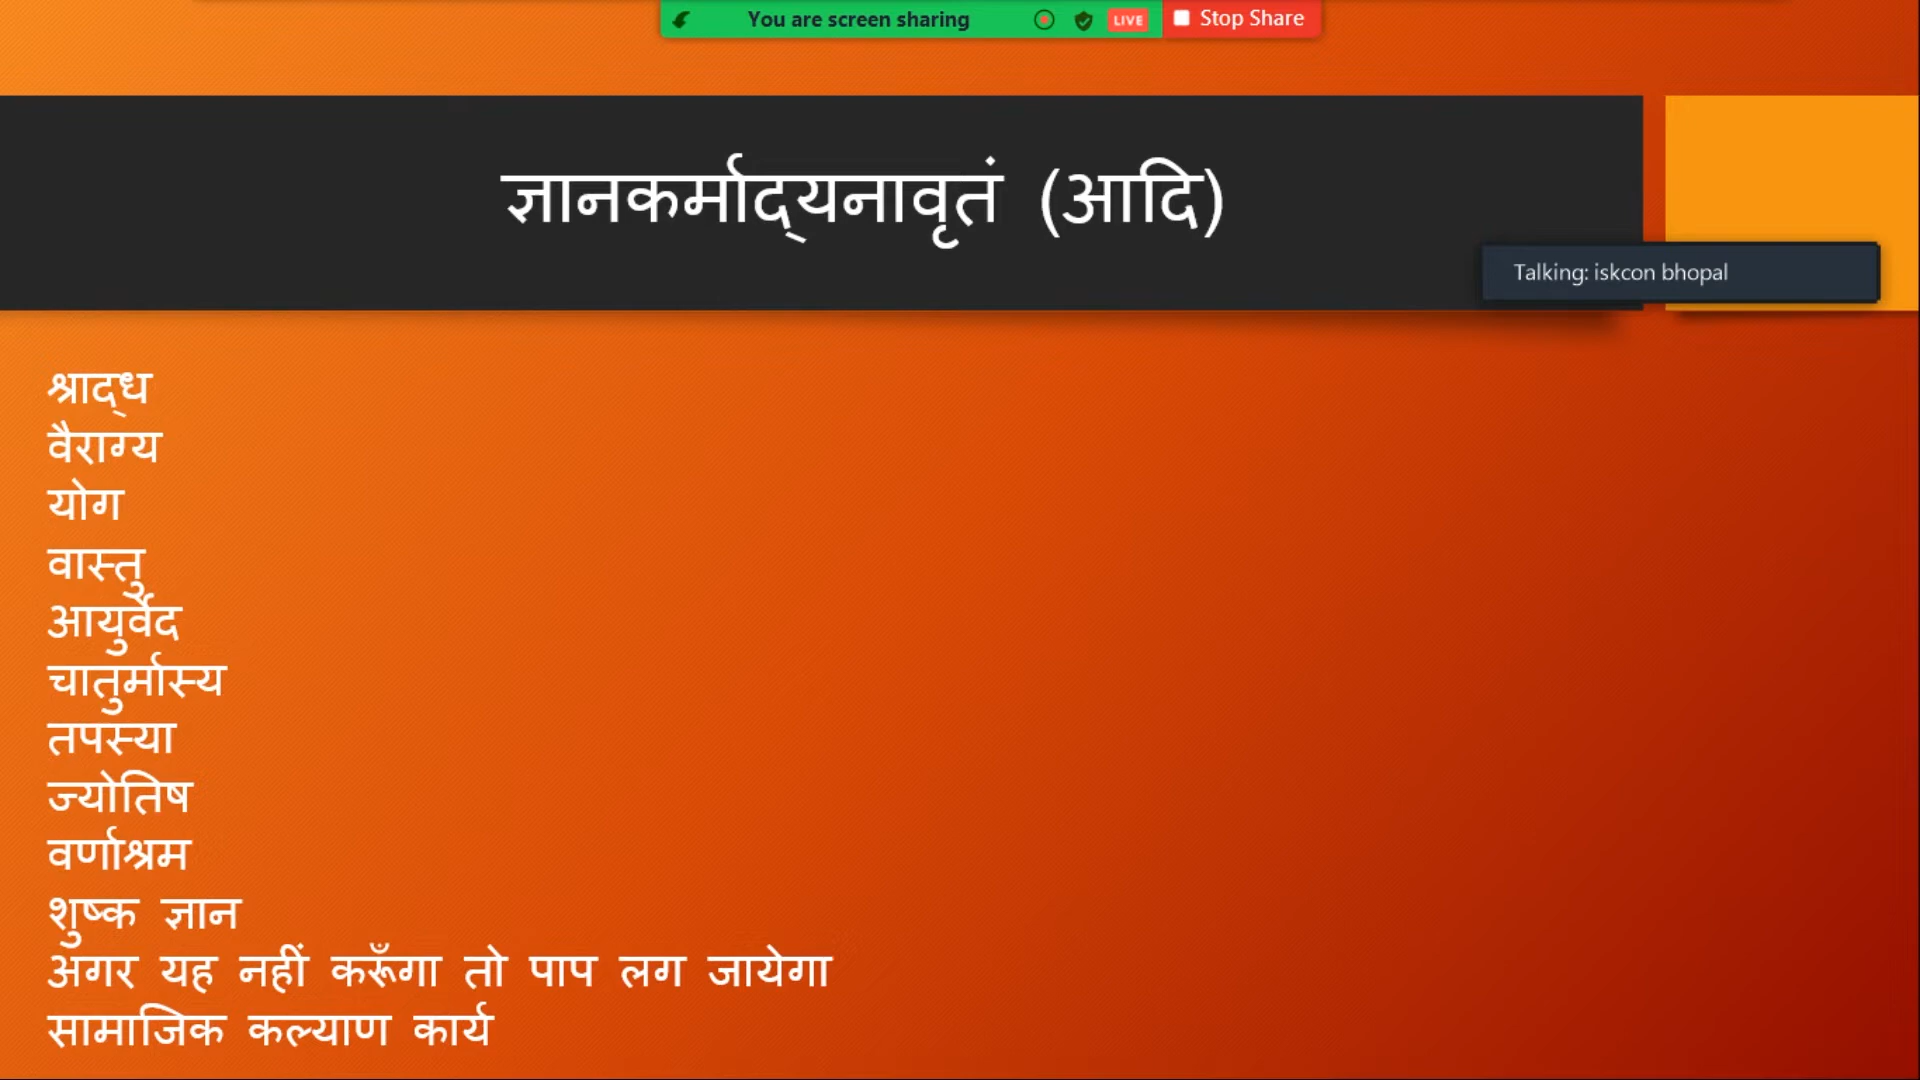 You are screen sharing LIVE Stop Share
ज्ञानकर्माद्यनावृतं (आदि)
Talking: iskcon bhopal
श्राद्ध
वैराग्य
योग
वास्तु
आयुर्वेद
चातुर्मास्य
तपस्या
ज्योतिष
वर्णाश्रम
शुष्क ज्ञान
अगर यह नहीं करूँगा तो पाप लग जायेगा
सामाजिक कल्याण कार्य